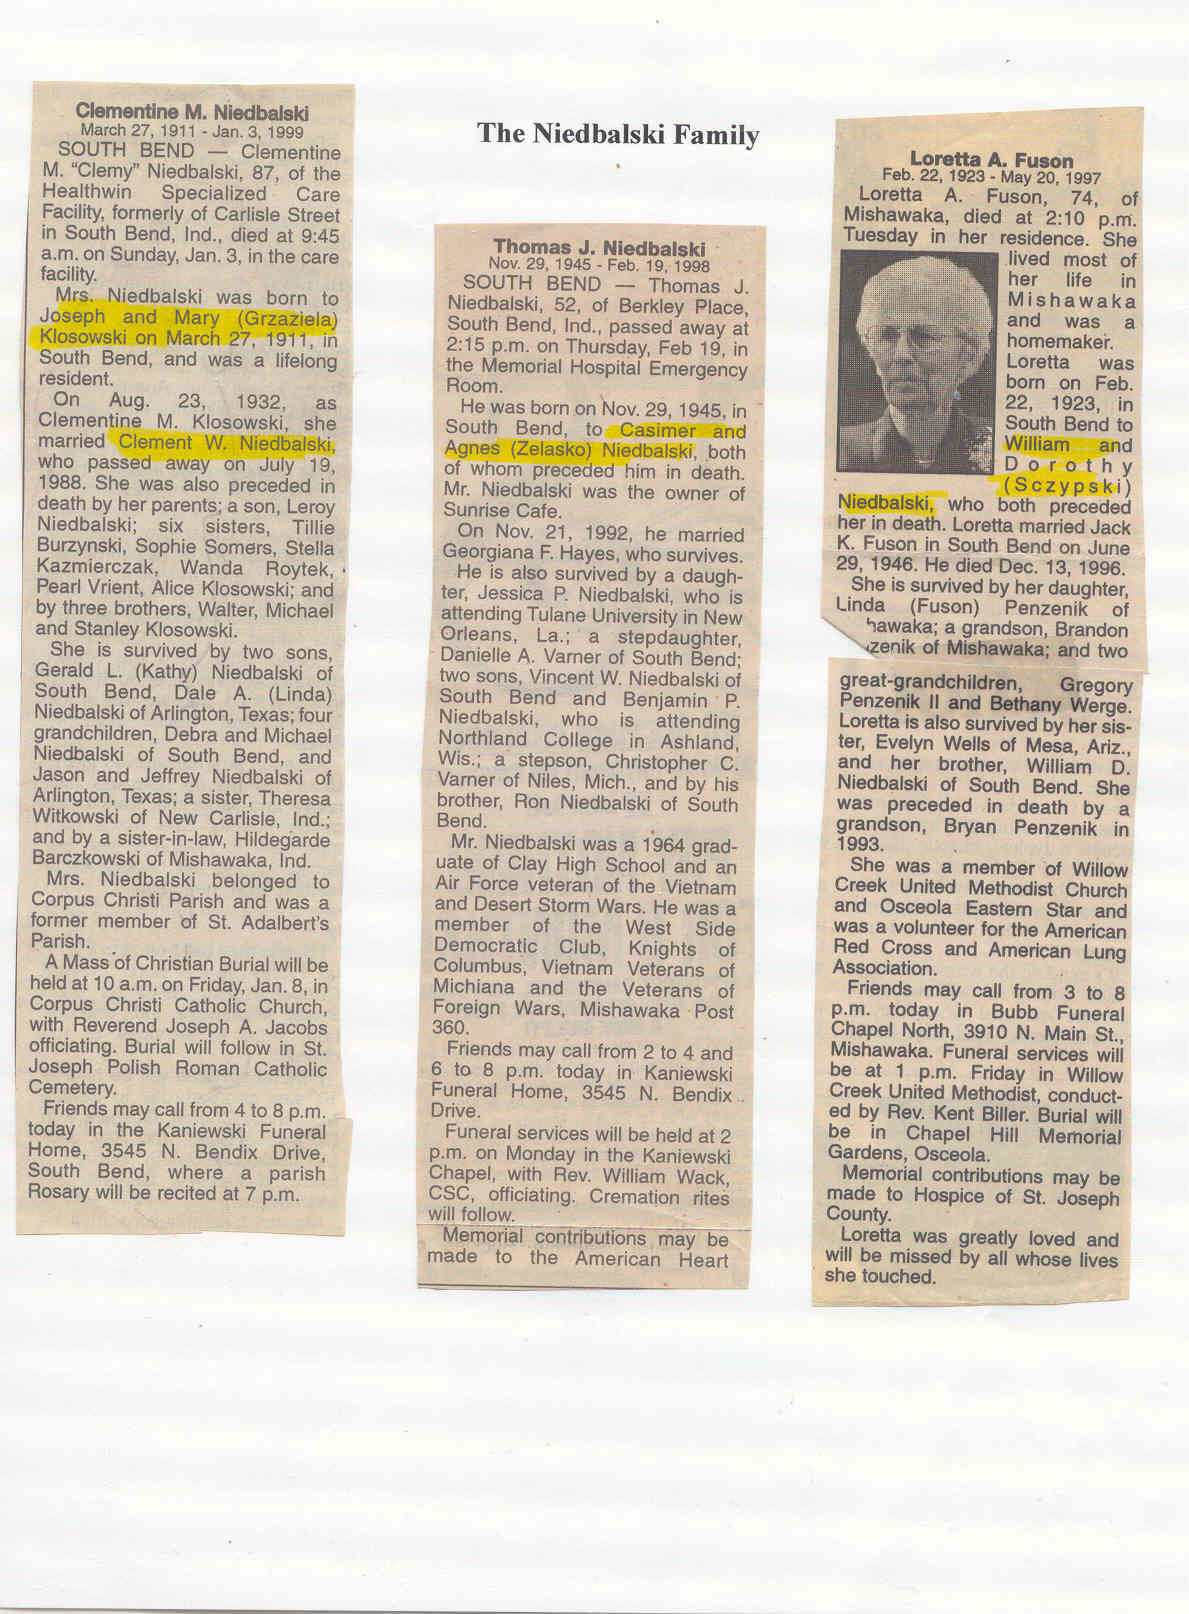 The Niedbalski Family
Clementine M. Niedbalski
March 27, 1911 - Jan. 3, 1999
SOUTH BEND — Clementine
M. “Clemy” Niedbalski, 87, of the
Healthwin Specialized Care
Facility, formerly of Carlisle Street
in South Bend, Ind., died at 9:45
a.m. on Sunday, Jan. 3, in the care
facility.
Mrs. Niedbalski was born to
Joseph and Mary (Grzaziela)
Klosowski on March 27, 1911, in
South Bend, and was a lifelong
resident.
On Aug. 23, 1932, as
Clementine M. Klosowski, she
married Clement W. Niedbalski,
who passed away on July 19,
1988. She was also preceded in
death by her parents; a son, Leroy
Niedbalski; six sisters, Tillie
Burzynski, Sophie Somers, Stella
Kazmierczak, Wanda Roytek,
Pearl Vrient, Alice Klosowski; and
by three brothers, Walter, Michael
and Stanley Klosowski.
She is survived by two sons,
Gerald L. (Kathy) Niedbalski of
South Bend, Dale A. (Linda)
Niedbalski of Arlington, Texas; four
grandchildren, Debra and Michael
Niedbalski of South Bend, and
Jason and Jeffrey Niedbalski of
Arlington, Texas; a sister, Theresa
Witkowski of New Carlisle, Ind.;
and by a sister-in-law, Hildegarde
Barczkowski of Mishawaka, Ind.
Mrs. Niedbalski belonged to
Corpus Christi Parish and was a
former member of St. Adalbert's
Parish.
A Mass of Christian Burial will be
held at 10 a.m. on Friday, Jan. 8, in
Corpus Christi Catholic Church,
with Reverend Joseph A. Jacobs
officiating. Burial will follow in St.
Joseph Polish Roman Catholic
Cemetery.
Friends may call from 4 to 8 p.m.
today in the Kaniewski Funeral
Home, 3545 N. Bendix Drive,
South Bend, where a parish
Rosary will be recited at 7 p.m.
Thomas J. Niedbalski
Nov. 29, 1945 - Feb. 19, 1998
SOUTH BEND — Thomas J.
Niedbalski, 52, of Berkley Place,
South Bend, Ind., passed away at
2:15 p.m. on Thursday, Feb 19, in
the Memorial Hospital Emergency
Room.
He was born on Nov. 29, 1945, in
South Bend, to Casimer and
Agnes (Zelasko) Niedbalski, both
of whom preceded him in death.
Mr. Niedbalski was the owner of
Sunrise Cafe.
On Nov. 21, 1992, he married
Georgiana F. Hayes, who survives.
He is also survived by a daugh-
ter, Jessica P. Niedbalski, who is
attending Tulane University in New
Orleans, La.; a stepdaughter,
Danielle A. Varner of South Bend;
two sons, Vincent W. Niedbalski of
South Bend and Benjamin P.
Niedbalski, who is attending
Northland College in Ashland,
Wis.; a stepson, Christopher C.
Varner of Niles, Mich., and by his
brother, Ron Niedbalski of South
Bend.
Mr. Niedbalski was a 1964 grad-
uate of Clay High School and an
Air Force veteran of the Vietnam
and Desert Storm Wars. He was a
member of the West Side
Democratic Club, Knights of
Columbus, Vietnam Veterans of
Michiana and the Veterans of
Foreign Wars, Mishawaka Post
360.
Friends may call from 2 to 4 and
6 to 8 p.m. today in Kaniewski
Funeral Home, 3545 N. Bendix
Drive.
Funeral services will be held at 2
p.m. on Monday in the Kaniewski
Chapel, with Rev. William Wack,
CSC, officiating. Cremation rites
will follow.
Memorial contributions may be
made to the American Heart
Loretta A. Fuson
Feb. 22, 1923 - May 20, 1997
Loretta A. Fuson, 74, of
Mishawaka, died at 2:10 p.m.
Tuesday in her residence. She
lived most of
her life in
Mishawaka
and was a
homemaker.
Loretta was
born on Feb.
22, 1923, in
South Bend to
William and
Dorothy
(Sczypski)
Niedbalski, who both preceded
her in death. Loretta married Jack
K. Fuson in South Bend on June
29, 1946. He died Dec. 13, 1996.
She is survived by her daughter,
Linda (Fuson) Penzenik of
hawaka; a grandson, Brandon
zenik of Mishawaka; and two
great-grandchildren, Gregory
Penzenik II and Bethany Werge.
Loretta is also survived by her sis-
ter, Evelyn Wells of Mesa, Ariz.,
and her brother, William D.
Niedbalski of South Bend. She
was preceded in death by a
grandson, Bryan Penzenik in
1993.
She was a member of Willow
Creek United Methodist Church
and Osceola Eastern Star and
was a volunteer for the American
Red Cross and American Lung
Association.
Friends may call from 3 to 8
p.m. today in Bubb Funeral
Chapel North, 3910 N. Main St.,
Mishawaka. Funeral services will
be at 1 p.m. Friday in Willow
Creek United Methodist, conduct-
ed by Rev. Kent Biller. Burial will
be in Chapel Hill Memorial
Gardens, Osceola.
Memorial contributions may be
made to Hospice of St. Joseph
County.
Loretta was greatly loved and
will be missed by all whose lives
she touched.